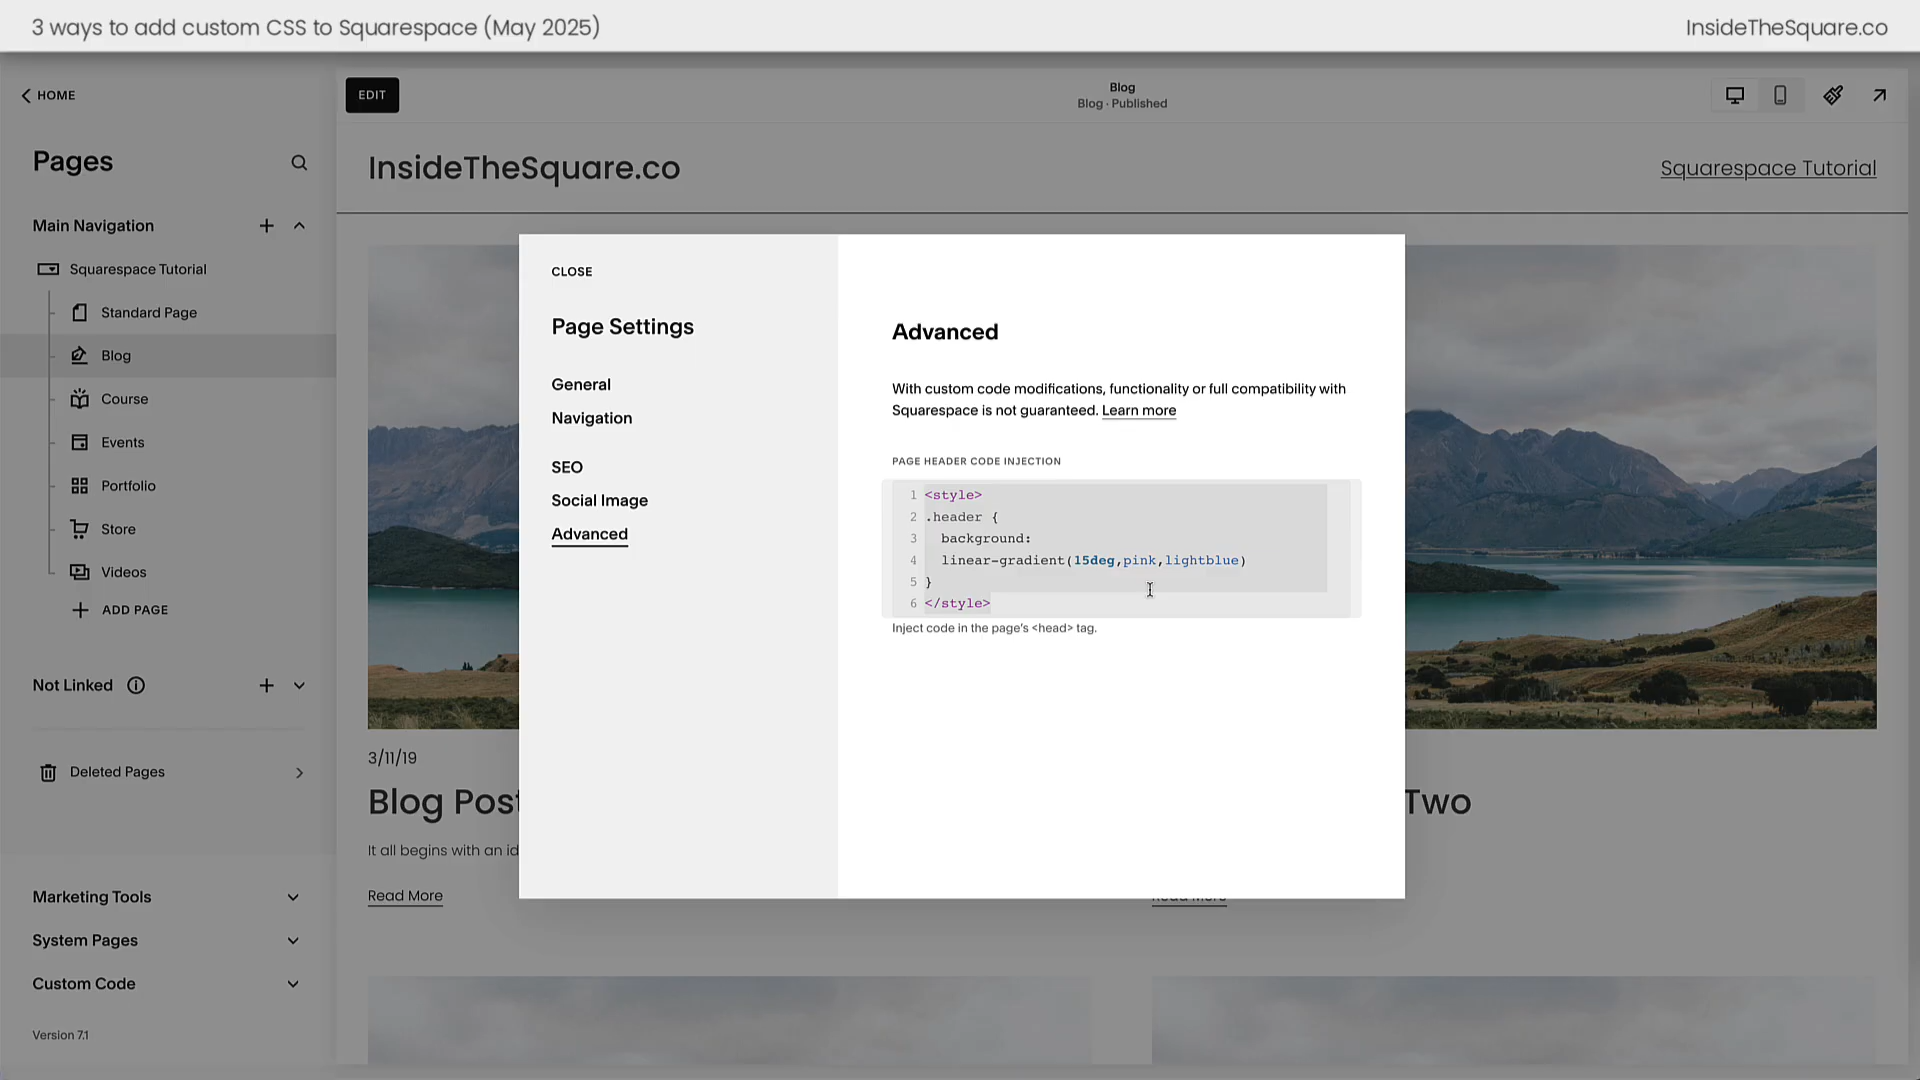 3 ways to add custom CSS to Squarespace (May 2025)
InsideTheSquare.co
HOME
EDIT
Blog
Blog · Published
Pages
InsideTheSquare.co
Squarespace Tutorial
Main Navigation
Squarespace Tutorial
Standard Page
Blog
Course
Events
Portfolio
Store
Videos
ADD PAGE
Not Linked
Deleted Pages
Marketing Tools
System Pages
Custom Code
Version 7.1
CLOSE
Page Settings
General
Navigation
SEO
Social Image
Advanced
Advanced
With custom code modifications, functionality or full compatibility with
Squarespace is not guaranteed. Learn more
PAGE HEADER CODE INJECTION
1 <style>
2 .header {
3 background:
4 linear-gradient(15deg,pink,lightblue)
5 }
6 </style>
Inject code in the page's <head> tag.
3/11/19
Blog Post
Two
It all begins with an id
Read More
Read More